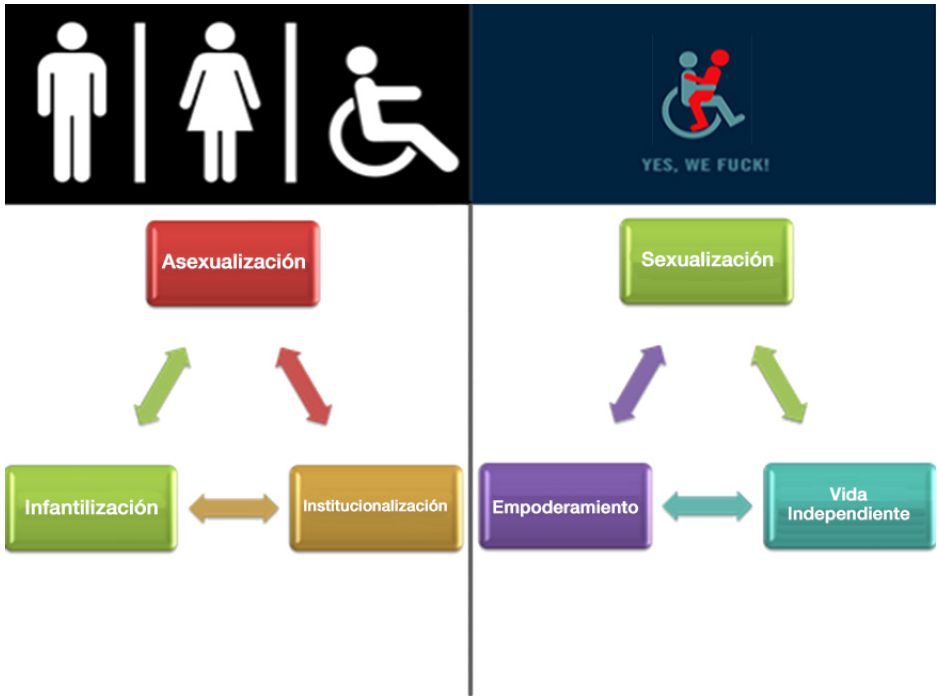 YES, WE FUCK!
Asexualización
Infantilización
Institucionalización
Sexualización
Empoderamiento
Vida
Independiente